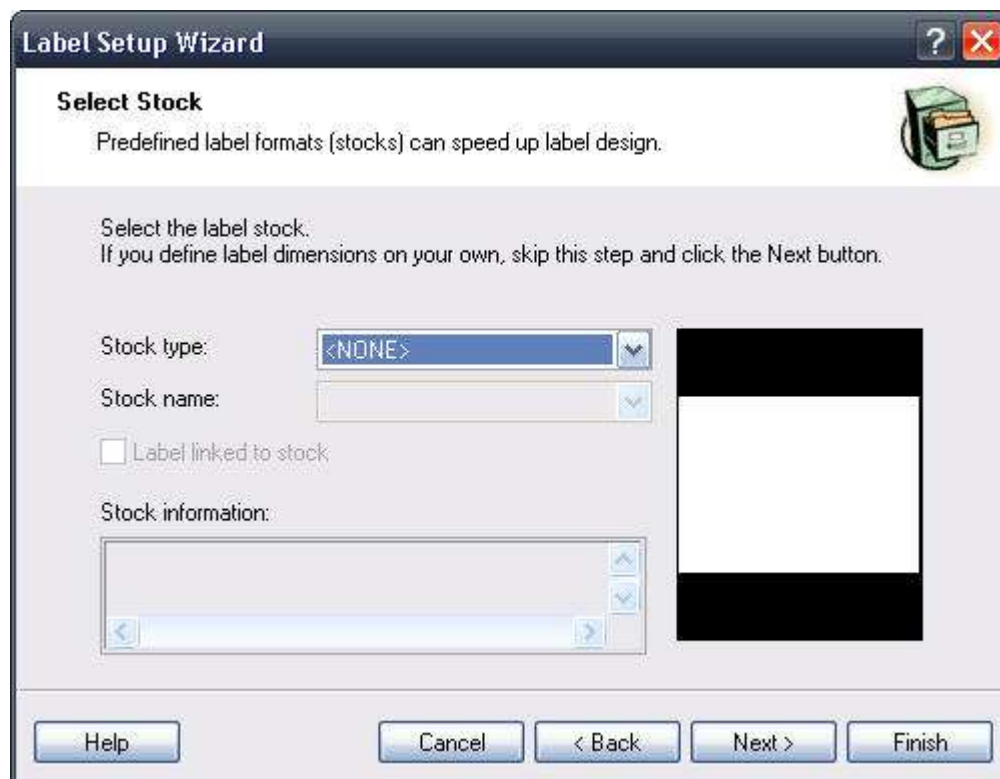 Label Setup Wizard
?
Select Stock
Predefined label formats (stocks) can speed up label design.
Select the label stock.
If you define label dimensions on your own, skip this step and click the Next button.
Stock type:
<NONE>
Stock name:
Label linked to stock
Stock information:
Help
Cancel
< Back
Next >
Finish